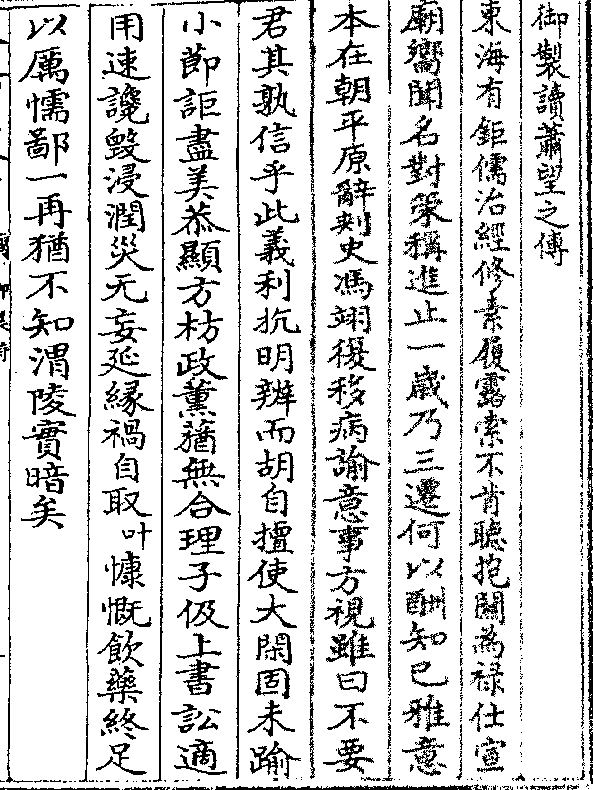 御製讀蕭望之傳
東海有鉅儒治經修素履露索不肯聽抱關為祿仕宣
廟嚮聞名對策稱進止一歲乃三遷何以酬知己雅意
本在朝平原辭刺史馮翊復移病諭意事方視雖曰不要
君其孰信乎此義利抗明辨而胡自擅使大閑固未踰
小節詎盡美恭顯方枋政薰蕕無合理子伋上書訟適
用速讒毀浸潤災无妄延緣禍自取叶慷慨飲藥終足
以厲懦鄙一再猶不知渭陵實暗矣